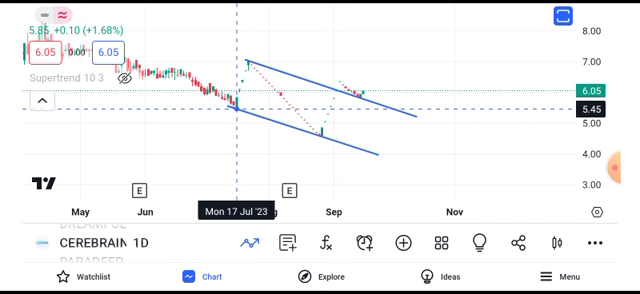 8.00
5.85 +0.10 (+1.68%)
6.05 0.00 6.05
7.00
Supertrend 10 3
6.05
5.45
5.00
4.00
E E
3.00
May Jun Mon 17 Jul '23 g Sep Nov
CEREBRAIN 1D
Watchlist Chart Explore Ideas Menu